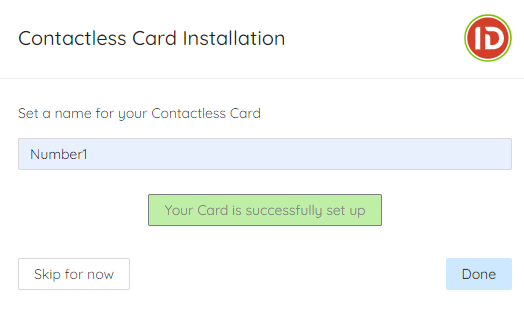 Contactless Card Installation
ID
Set a name for your Contactless Card
Number1
Your Card is successfully set up
Skip for now
Done